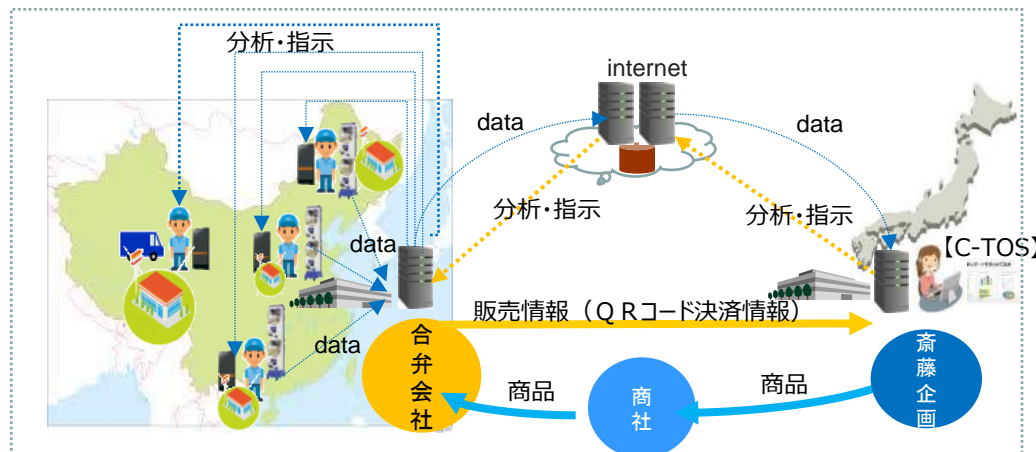 分析・指示
internet
data
data
分析・指示
分析・指示
data
data
【C-TOS】
販売情報（ＱＲコード決済情報）
合弁会社
商品
商社
商品
斎藤企画